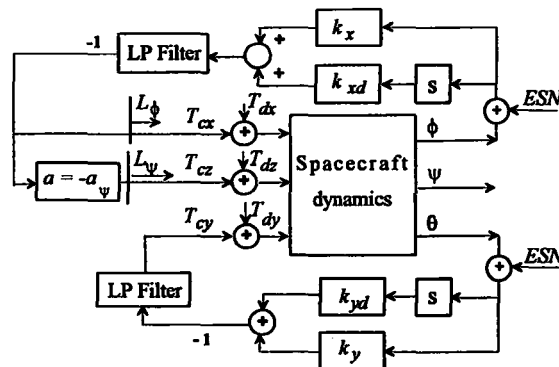 -1
LP Filter
+
+
k_x
k_xd
s
L_ϕ
T_cx
T_dx
+
+
ESN
ϕ
a = -a_ψ
L_ψ
T_cz
T_dz
+
Spacecraft
dynamics
ψ
T_cy
T_dy
+
θ
LP Filter
+
ESN
k_yd
s
+
-1
k_y